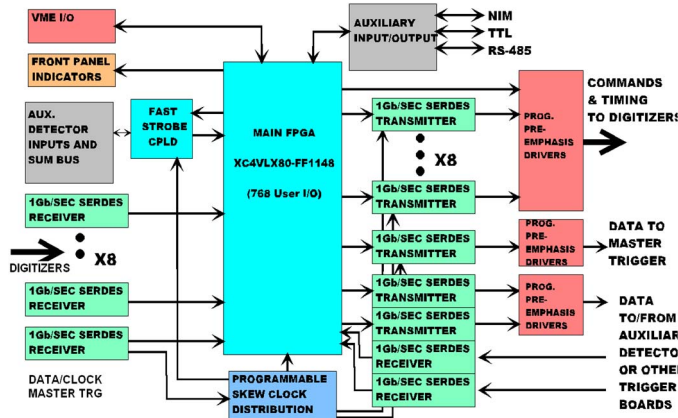 VME I/O
FRONT PANEL
INDICATORS
AUX.
DETECTOR
INPUTS AND
SUM BUS
FAST
STROBE
CPLD
1Gb/SEC SERDES
RECEIVER
DIGITIZERS
X8
1Gb/SEC SERDES
RECEIVER
1Gb/SEC SERDES
RECEIVER
DATA/CLOCK
MASTER TRG
MAIN FPGA
XC4VLX80-FF1148
(768 User I/O)
PROGRAMMABLE
SKEW CLOCK
DISTRIBUTION
AUXILIARY
INPUT/OUTPUT
NIM
TTL
RS-485
1Gb/SEC SERDES
TRANSMITTER
X8
1Gb/SEC SERDES
TRANSMITTER
1Gb/SEC SERDES
TRANSMITTER
1Gb/SEC SERDES
TRANSMITTER
1Gb/SEC SERDES
TRANSMITTER
1Gb/SEC SERDES
RECEIVER
1Gb/SEC SERDES
RECEIVER
PROG.
PRE-
EMPHASIS
DRIVERS
PROG.
PRE-
EMPHASIS
DRIVERS
PROG.
PRE-
EMPHASIS
DRIVERS
COMMANDS
& TIMING
TO DIGITIZERS
DATA TO
MASTER
TRIGGER
DATA
TO/FROM
AUXILIAR
DETECTO
OR OTHE
TRIGGER
BOARDS